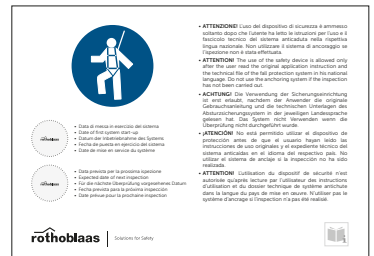 • ATTENZIONE! L'uso del dispositivo di sicurezza è ammesso
soltanto dopo che l'utente ha letto le istruzioni per l'uso e il
fascicolo tecnico del sistema anticaduta nella rispettiva
lingua nazionale. Non utilizzare il sistema di ancoraggio se
l'ispezione non è stata effettuata.
• ATTENTION! The use of the safety device is allowed only
after the user read the original application instruction and
the technical file of the fall protection system in his national
language. Do not use the anchoring system if the inspection
has not been carried out.
• ACHTUNG! Die Verwendung der Sicherungseinrichtung
ist erst erlaubt, nachdem der Anwender die originale
Gebrauchsanleitung und die technischen Unterlagen des
Absturzsicherungssystem in der jeweiligen Landessprache
gelesen hat. Das System nicht Verwenden wenn die
Überprüfung nicht durchgeführt wurde.
• ¡ATENCIÓN! No está permitido utilizar el dispositivo de
protección antes de que el usuario hayan leído las
instrucciones de uso originales y el expediente técnico del
sistema anticaídas en el idioma del respectivo país. No
utilizar el sistema de anclaje si la inspección no ha sido
realizada.
• ATTENTION! L'utilisation du dispositif de sécurité n'est
autorisée qu'après lecture par l'utilisateur des instructions
d'utilisation et du dossier technique de système antichute
dans la langue du pays de mise en œuvre. N'utiliser pas le
système d'ancrage si l'inspection n'a pas été realisé.
rothoblaas
• Data di messa in esercizio del sistema
• Date of first system start-up
• Datum der Inbetriebnahme des Systems
• Fecha de puesta en ejercicio del sistema
• Date de mise en service du système
rothoblaas
• Data prevista per la prossima ispezione
• Expected date of next inspection
• Für die nächste Überprüfung vorgesehenes Datum
• Fecha prevista para la próxima inspección
• Date prévue pour la prochaine inspection
rothoblaas
Solutions for Safety